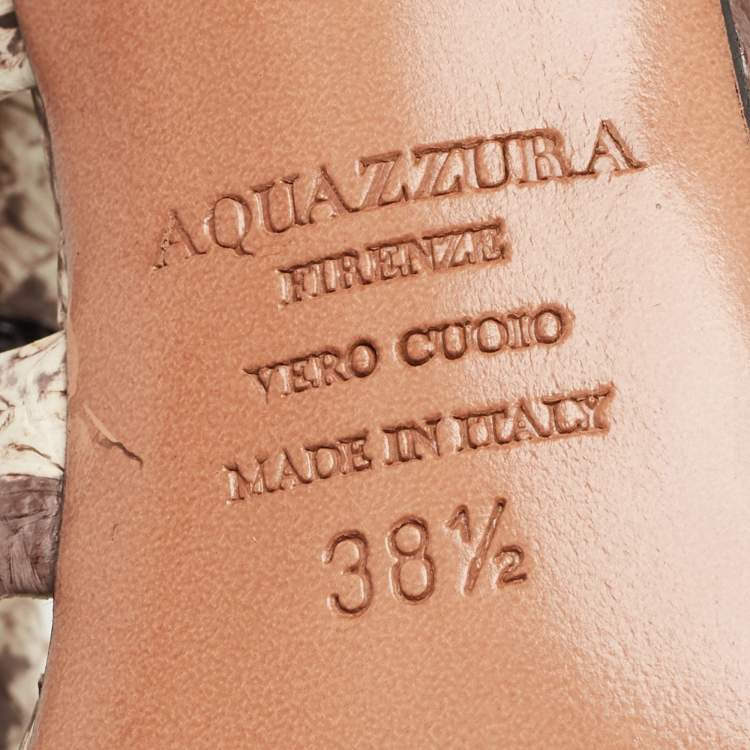 AQUAZZURA
FIRENZE
VERO CUOIO
MADE IN ITALY
38½